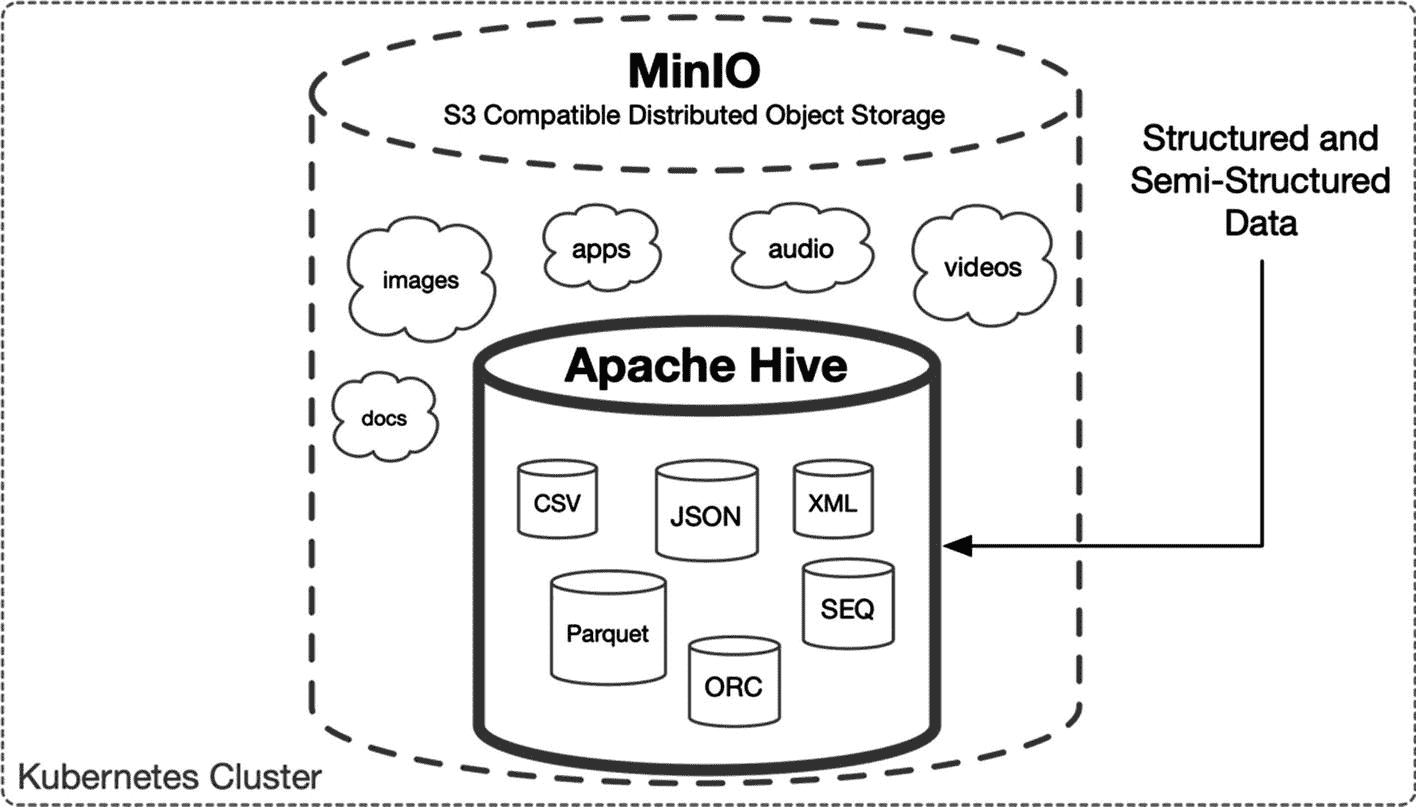 MinIO
S3 Compatible Distributed Object Storage
Structured and
Semi-Structured
Data
images
apps
audio
videos
Apache Hive
docs
CSV
JSON
XML
Parquet
SEQ
ORC
Kubernetes Cluster